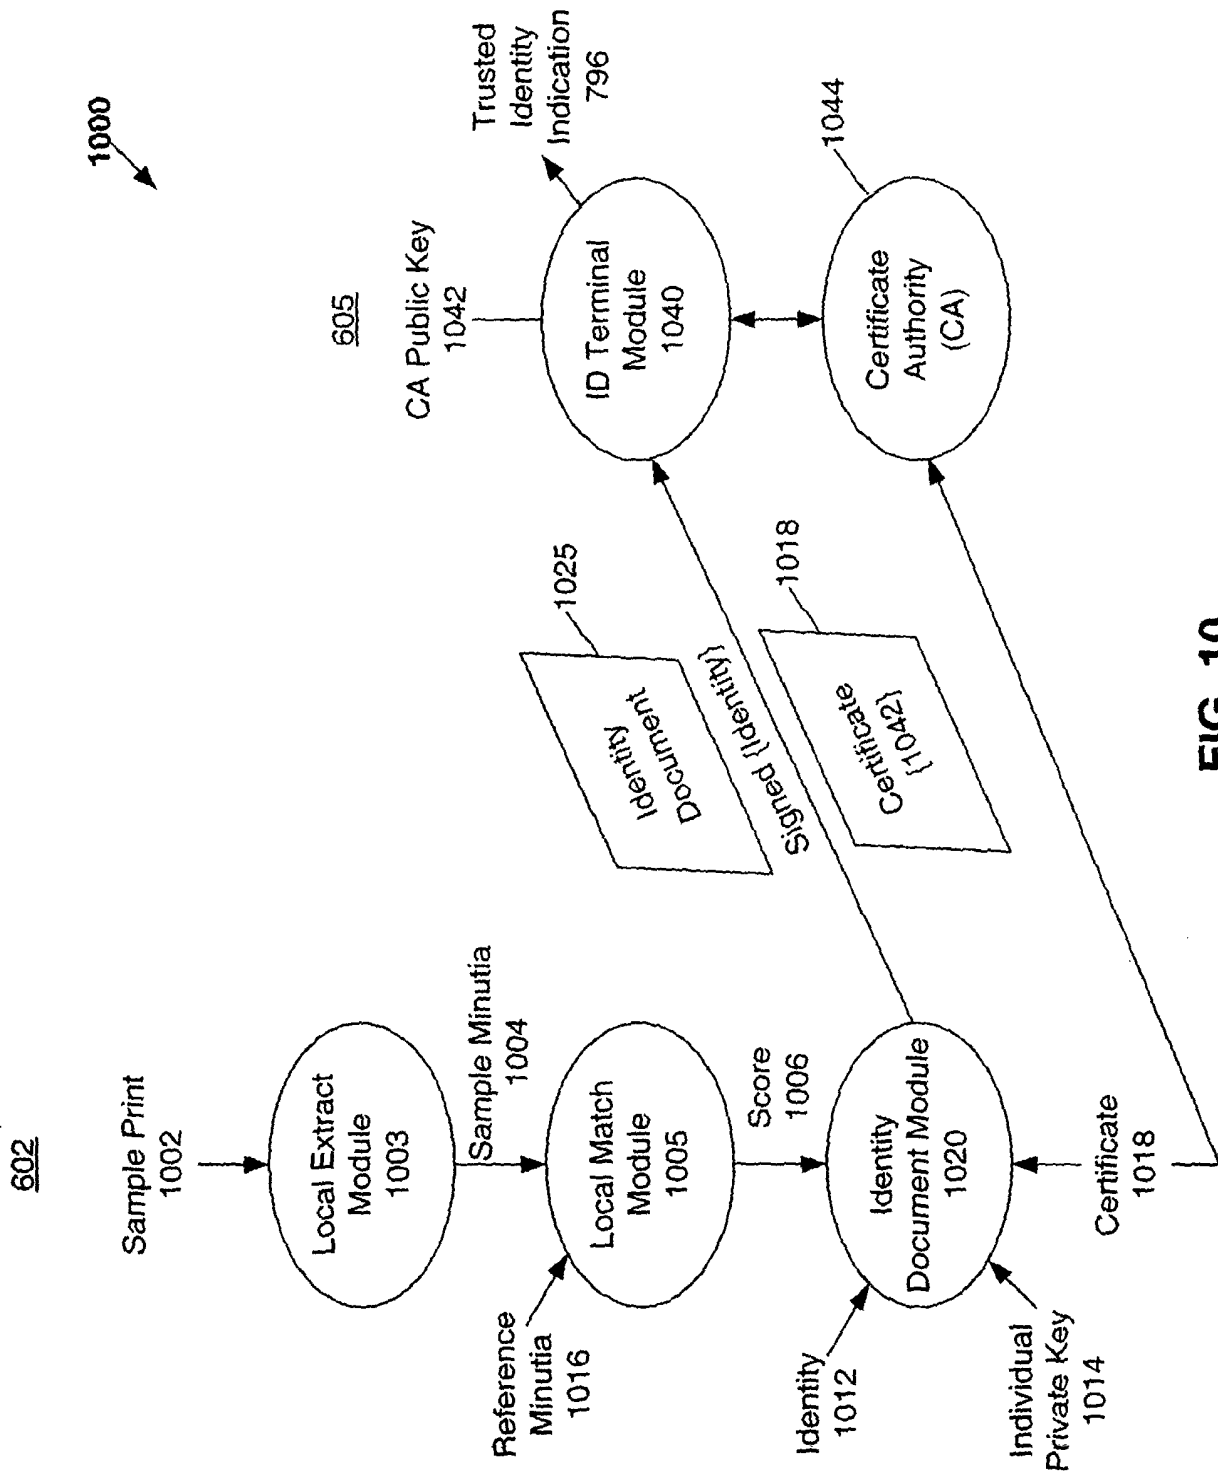 1000
602
605
Sample Print
1002
Local Extract
Module
1003
Sample Minutia
1004
Reference
Minutia
1016
Local Match
Module
1005
Score
1006
Identity
1012
Individual
Private Key
1014
Identity
Document Module
1020
Certificate
1018
Identity
Document
1025
Signed {Identity}
Certificate
{1042}
1018
CA Public Key
1042
ID Terminal
Module
1040
Trusted
Identity
Indication
796
Certificate
Authority
(CA)
1044
FIG. 10